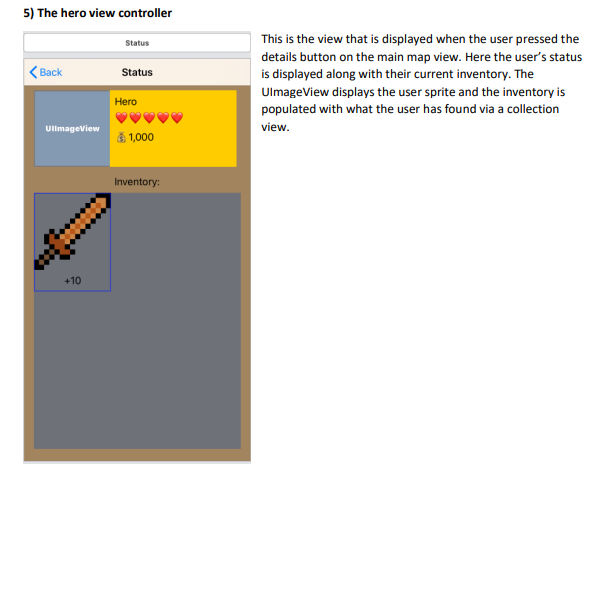 5) The hero view controller
Status
Back
Status
UIImageView
Hero
1,000
Inventory:
+10
This is the view that is displayed when the user pressed the
details button on the main map view. Here the user’s status
is displayed along with their current inventory. The
UImageView displays the user sprite and the inventory is
populated with what the user has found via a collection
view.